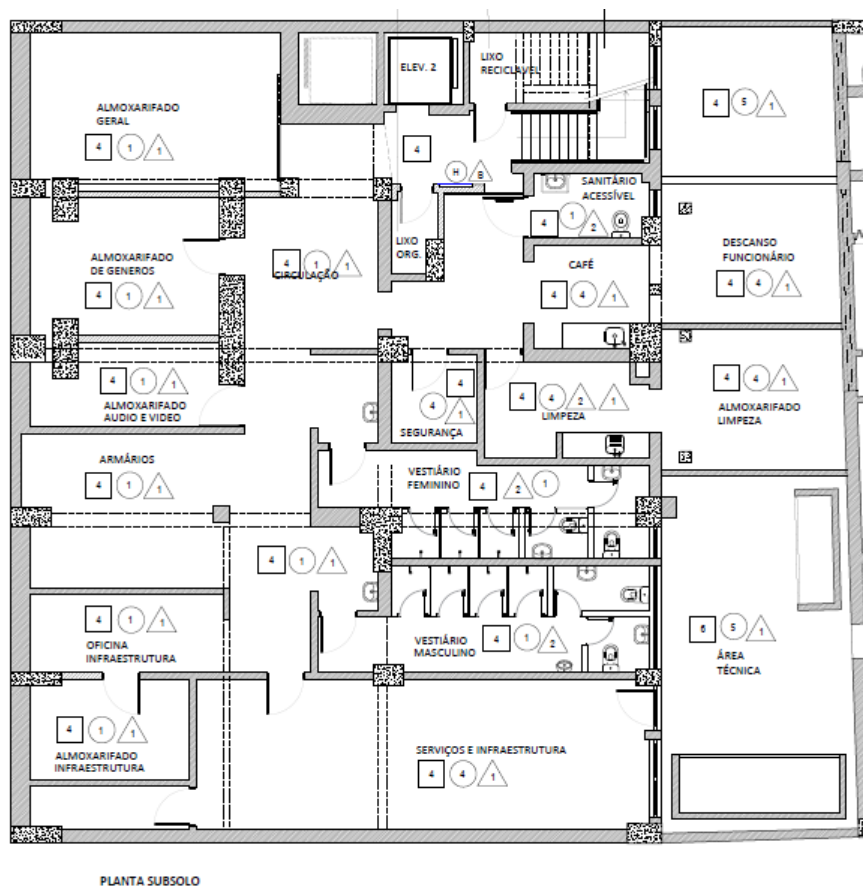 ELEV. 2
LIXO
RECICLAVEL
ALMOXARIFADO
GERAL
4 1 1
4 5 1
4
H B
SANITÁRIO
ACESSÍVEL
4 1 2
LIXO
ORG.
ALMOXARIFADO
DE GENEROS
4 1 1
4 1 1
CIRCULAÇÃO
CAFÉ
4 4 1
DESCANSO
FUNCIONÁRIO
4 4 1
4 1 1
ALMOXARIFADO
AUDIO E VIDEO
4
4 1
SEGURANÇA
4 4 2 1
LIMPEZA
4 4 1
ALMOXARIFADO
LIMPEZA
ARMÁRIOS
4 1 1
VESTIÁRIO
FEMININO
4 2 1
4 1 1
4 1 1
OFICINA
INFRAESTRUTURA
VESTIÁRIO
MASCULINO
4 1 2
6 5 1
ÁREA
TÉCNICA
4 1 1
ALMOXARIFADO
INFRAESTRUTURA
SERVIÇOS E INFRAESTRUTURA
4 4 1
PLANTA SUBSOLO